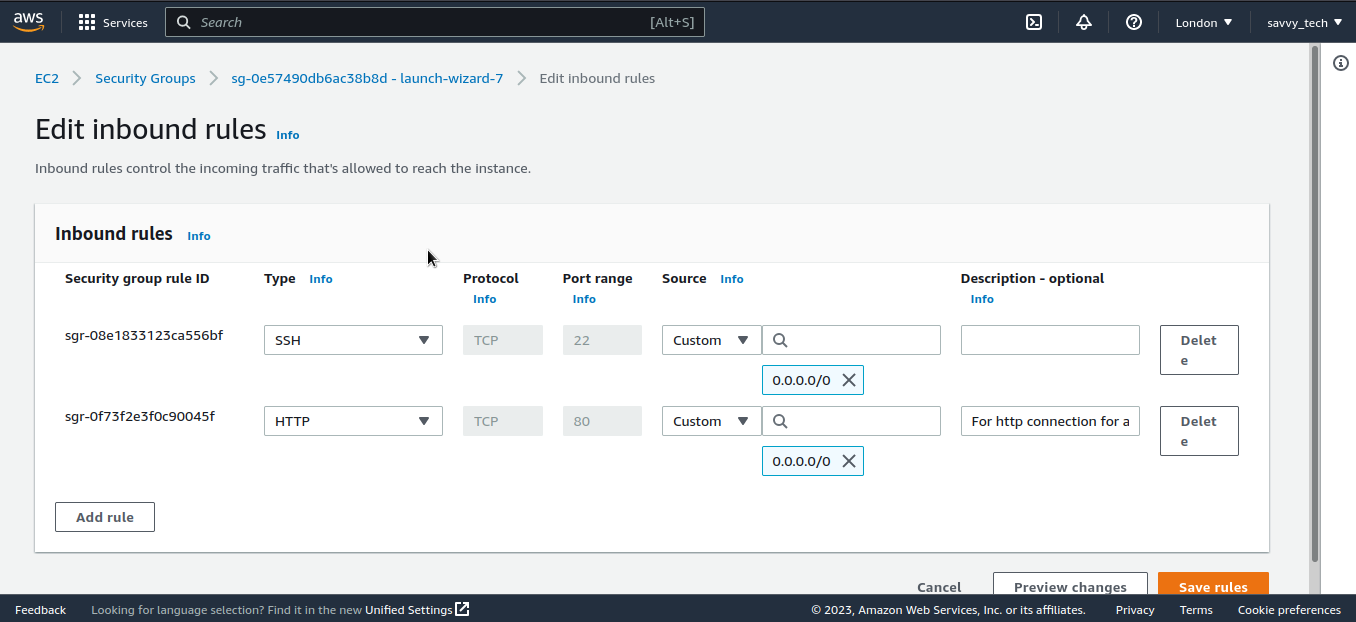 aws Services Search [Alt+S] London savvy_tech
EC2 Security Groups sg-0e57490db6ac38b8d - launch-wizard-7 Edit inbound rules
Edit inbound rules Info
Inbound rules control the incoming traffic that's allowed to reach the instance.
Inbound rules Info
Security group rule ID Type Info Protocol Info Port range Info Source Info Description - optional Info
sgr-08e1833123ca556bf SSH TCP 22 Custom Delet
e
0.0.0.0/0
sgr-0f73f2e3f0c90045f HTTP TCP 80 Custom For http connection for a Delet
e
0.0.0.0/0
Add rule
Cancel Preview changes Save rules
Feedback Looking for language selection? Find it in the new Unified Settings © 2023, Amazon Web Services, Inc. or its affiliates. Privacy Terms Cookie preferences